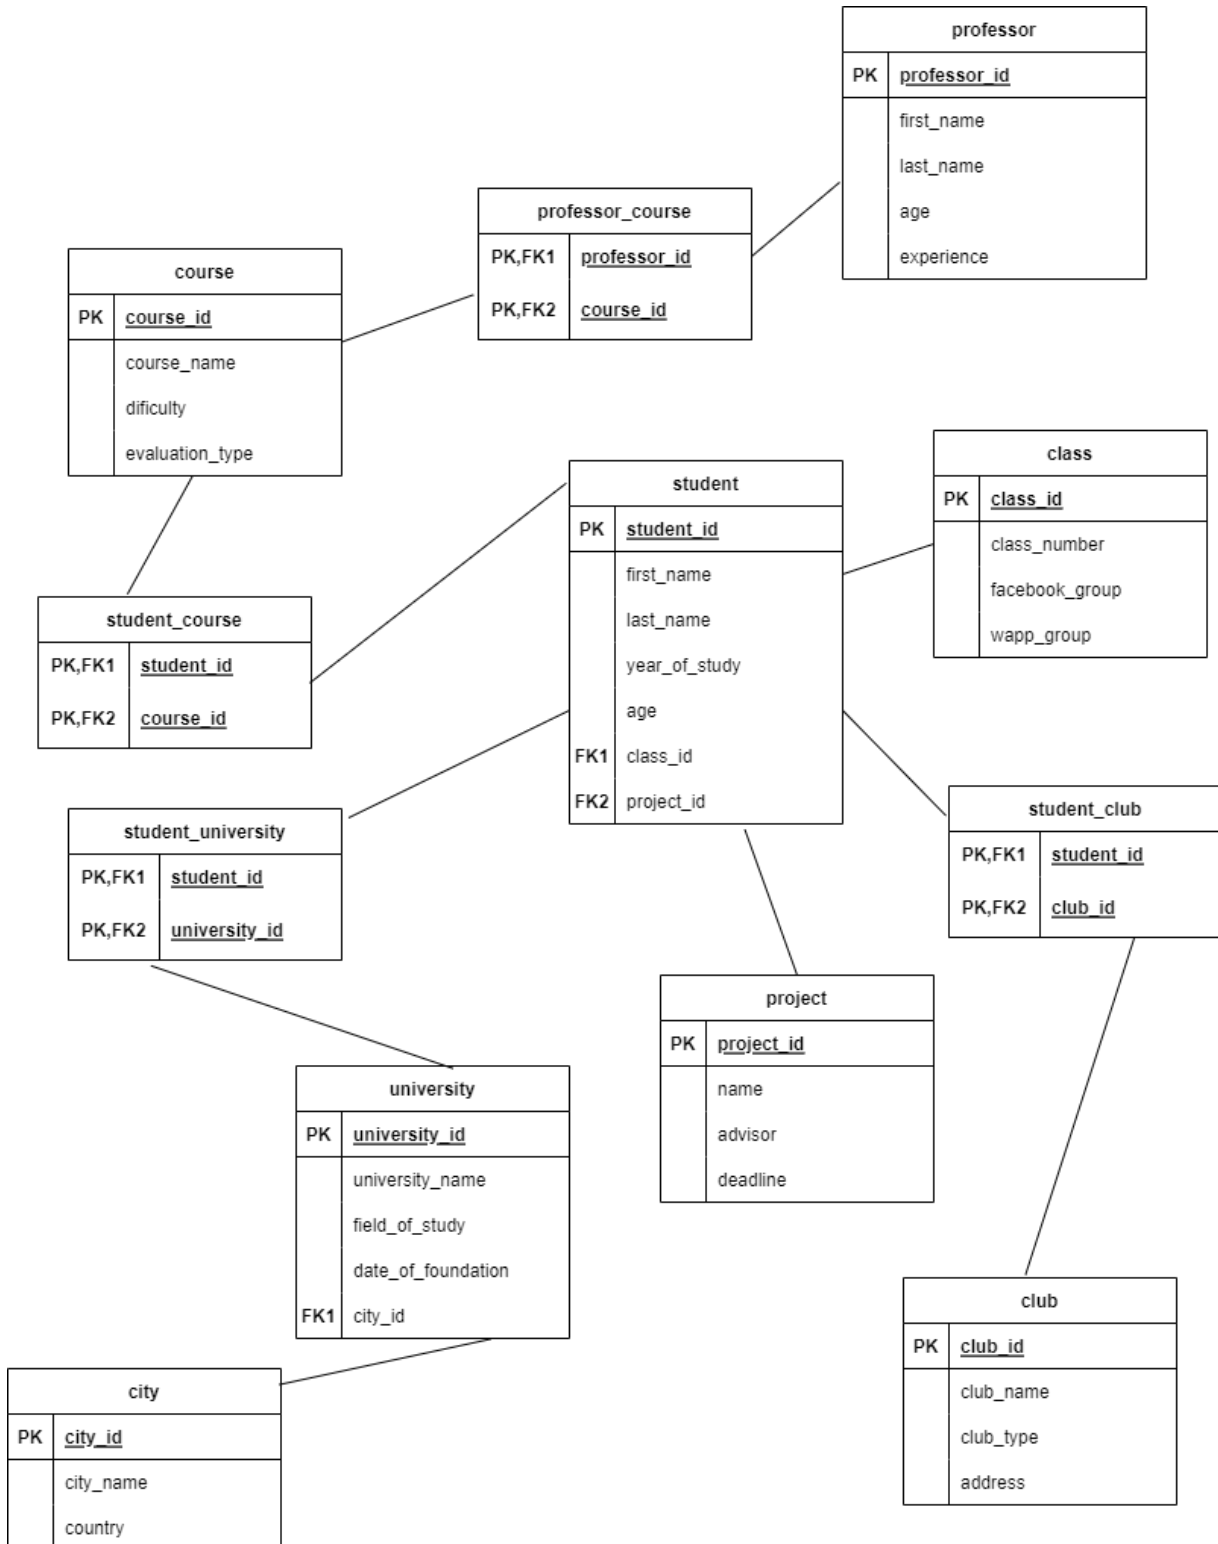 professor
PK professor_id
first_name
last_name
age
experience
professor_course
PK,FK1 professor_id
PK,FK2 course_id
course
PK course_id
course_name
dificulty
evaluation_type
student
PK student_id
first_name
last_name
year_of_study
age
FK1 class_id
FK2 project_id
class
PK class_id
class_number
facebook_group
wapp_group
student_course
PK,FK1 student_id
PK,FK2 course_id
student_university
PK,FK1 student_id
PK,FK2 university_id
student_club
PK,FK1 student_id
PK,FK2 club_id
project
PK project_id
name
advisor
deadline
university
PK university_id
university_name
field_of_study
date_of_foundation
FK1 city_id
club
PK club_id
club_name
club_type
address
city
PK city_id
city_name
country